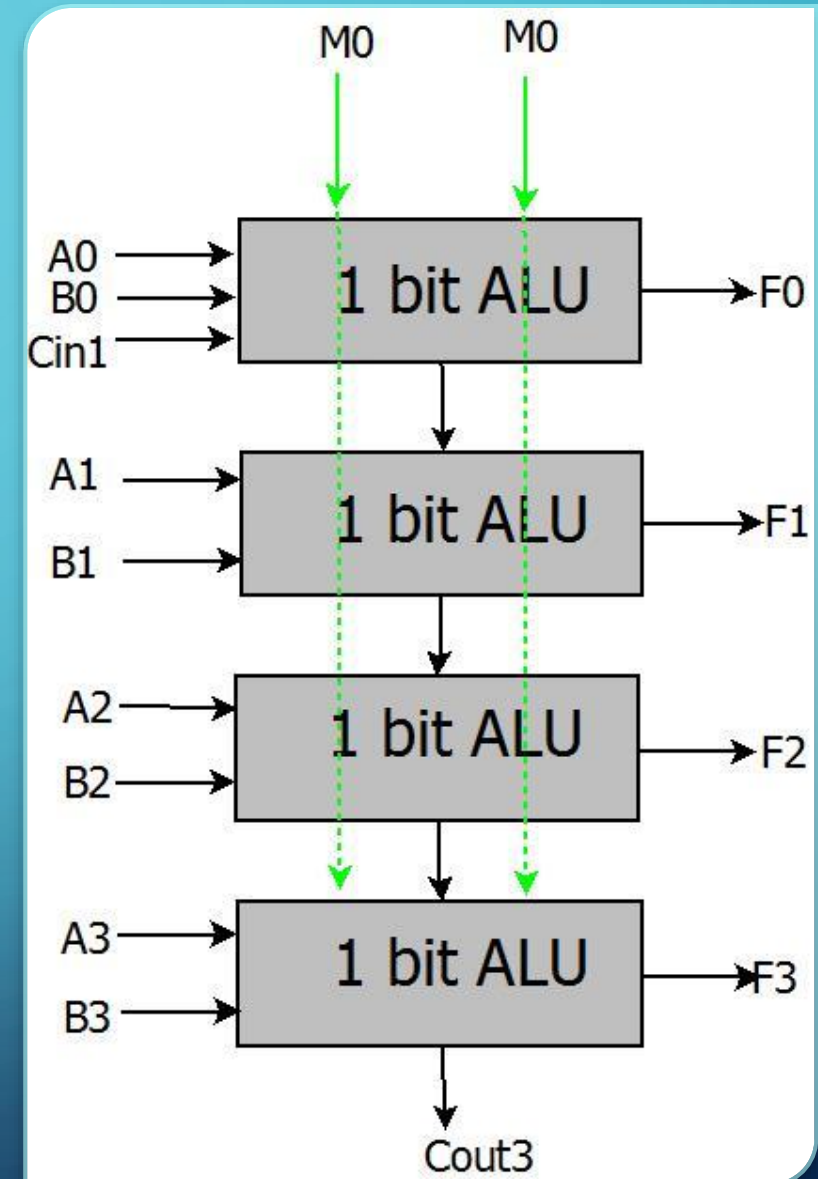 M0 M0
A0
B0
Cin1
1 bit ALU
F0
A1
B1
1 bit ALU
F1
A2
B2
1 bit ALU
F2
A3
B3
1 bit ALU
F3
Cout3